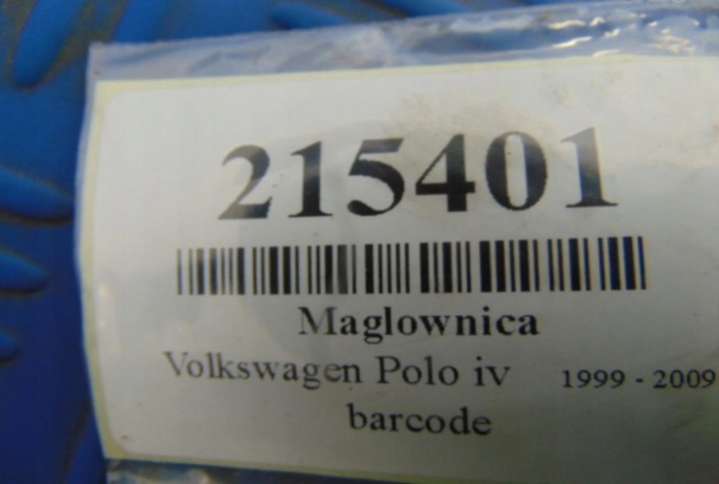 215401
Maglownica
Volkswagen Polo iv 1999 - 2009
barcode